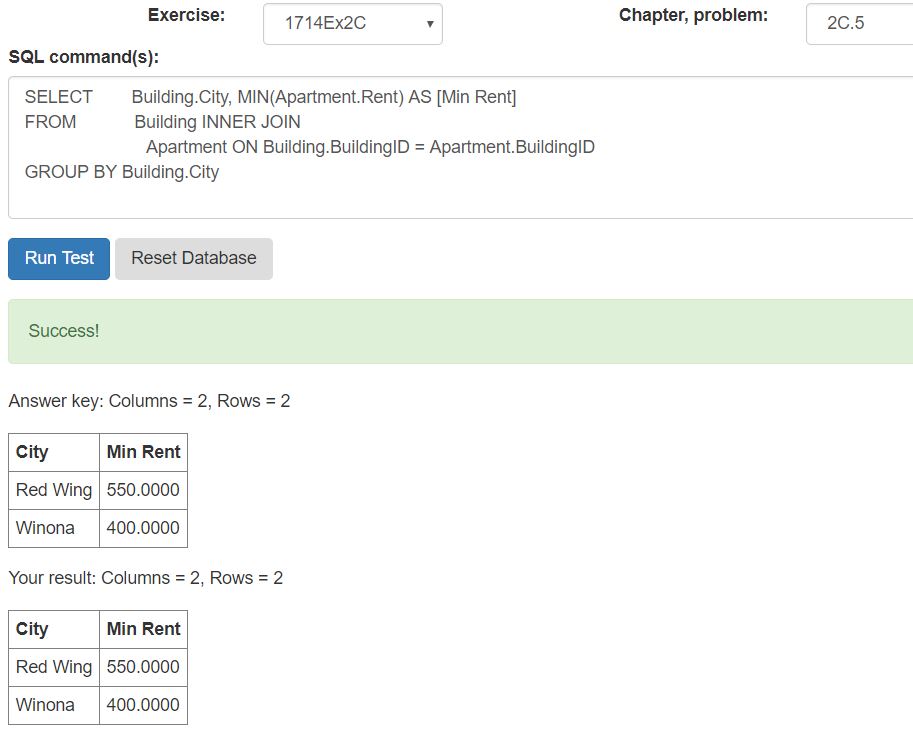 Exercise: 1714Ex2C Chapter, problem: 2C.5
SQL command(s):
SELECT Building.City, MIN(Apartment.Rent) AS [Min Rent]
FROM Building INNER JOIN
Apartment ON Building.BuildingID = Apartment.BuildingID
GROUP BY Building.City
Run Test Reset Database
Success!
Answer key: Columns = 2, Rows = 2
City Min Rent
Red Wing 550.0000
Winona 400.0000
Your result: Columns = 2, Rows = 2
City Min Rent
Red Wing 550.0000
Winona 400.0000